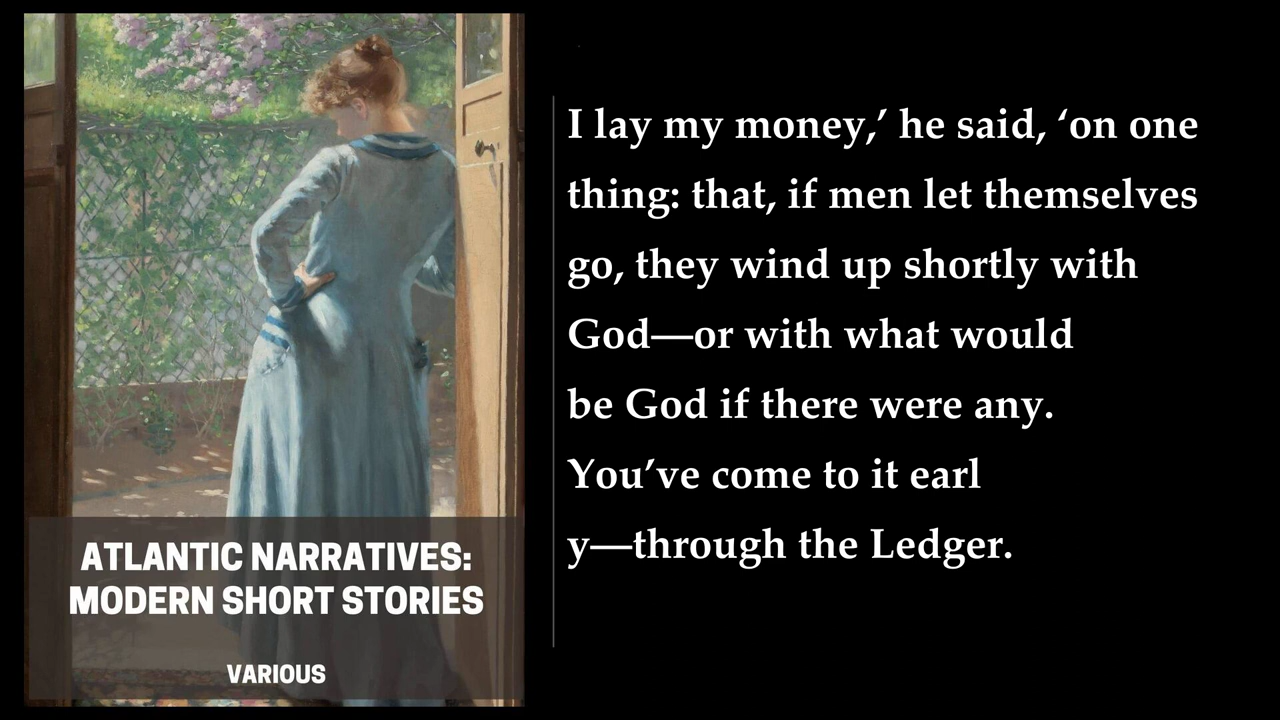 I lay my money,’ he said, ‘on one
thing: that, if men let themselves
go, they wind up shortly with
God—or with what would
be God if there were any.
You’ve come to it earl
y—through the Ledger.
ATLANTIC NARRATIVES:
MODERN SHORT STORIES
VARIOUS